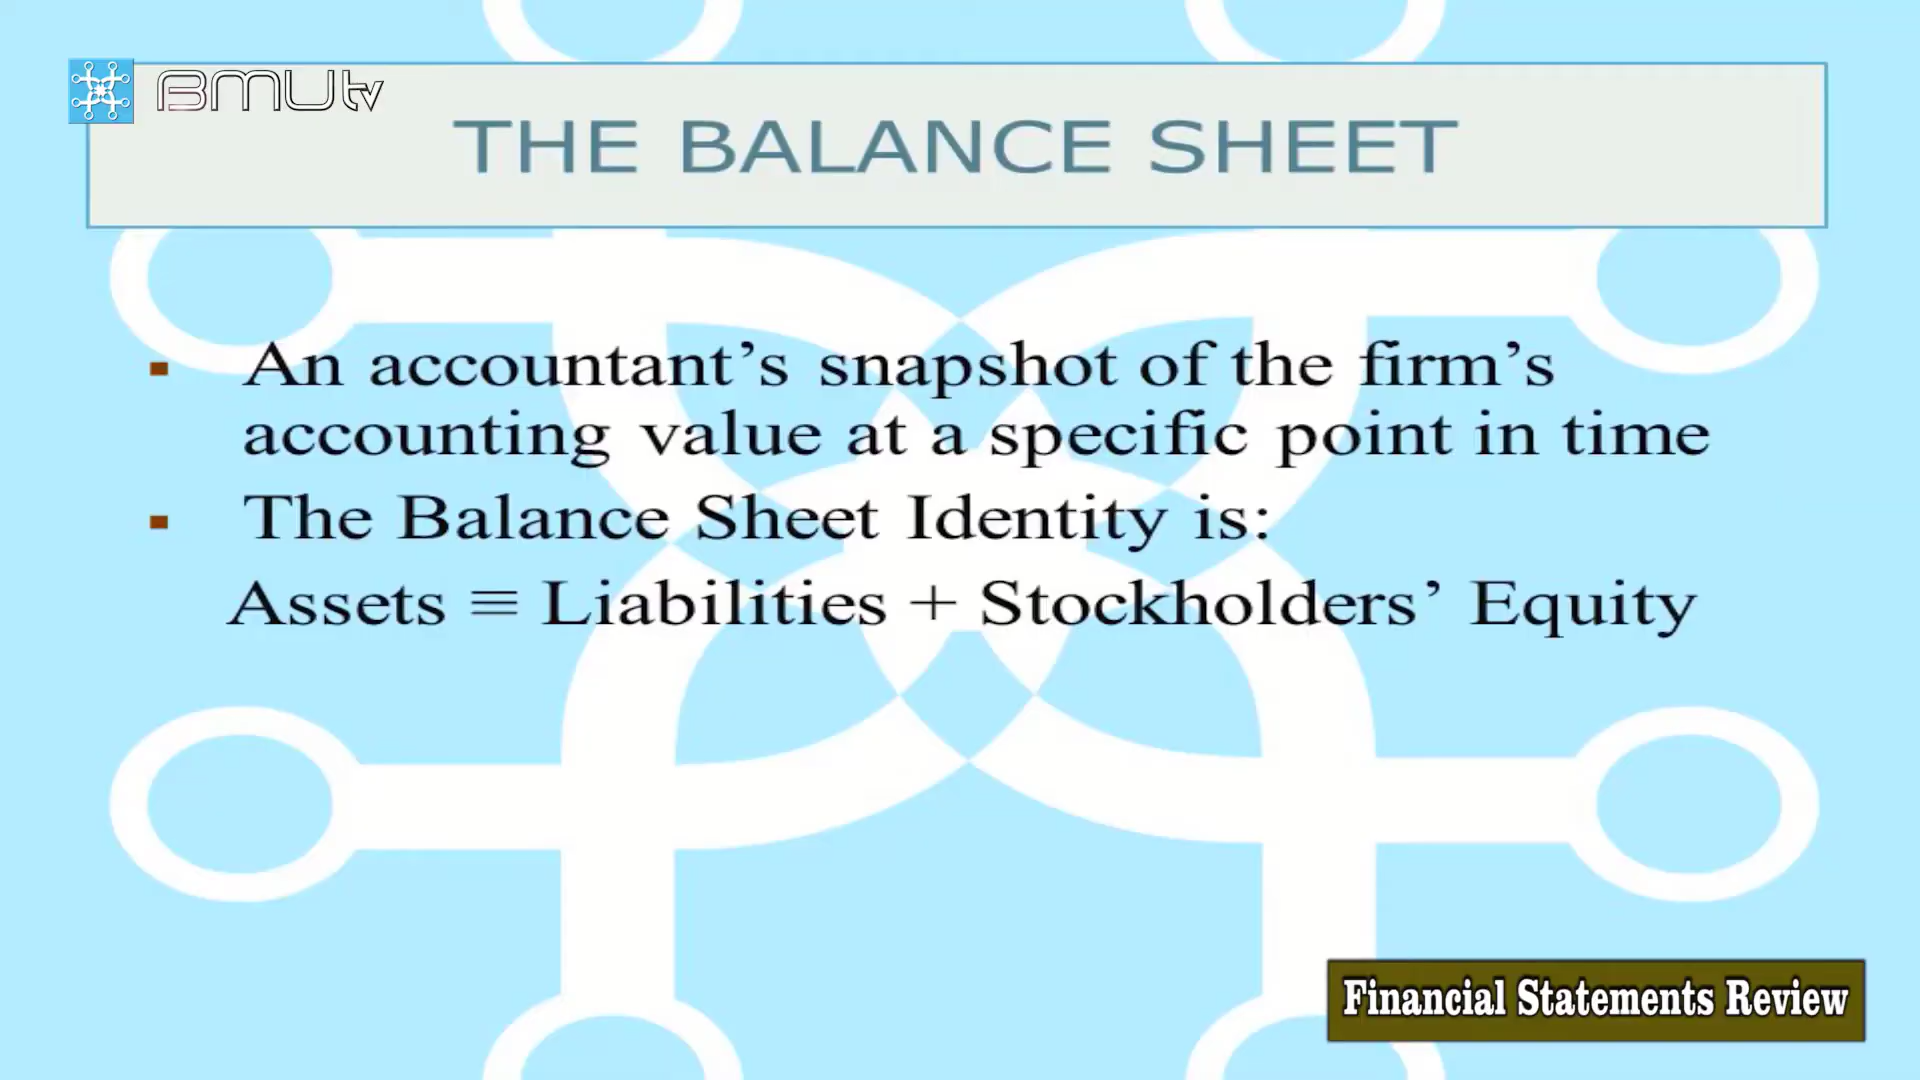 BMUtv
THE BALANCE SHEET
▪ An accountant’s snapshot of the firm’s
accounting value at a specific point in time
▪ The Balance Sheet Identity is:
Assets ≡ Liabilities + Stockholders’ Equity
Financial Statements Review